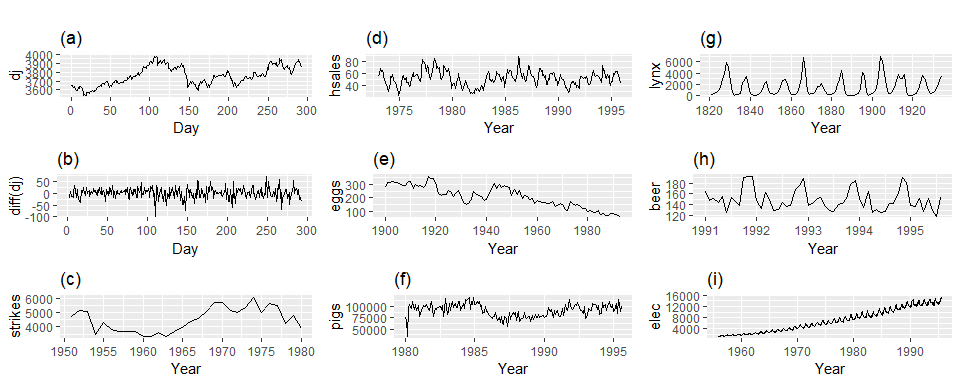 (a)
dj
4000
3900
3800
3700
3600
0 50 100 150 200 250 300
Day
(d)
hsales
80
60
40
1975 1980 1985 1990 1995
Year
(g)
lynx
6000
4000
2000
0
1820 1840 1860 1880 1900 1920
Year
(b)
diff(dj)
50
0
-50
-100
0 50 100 150 200 250 300
Day
(e)
eggs
300
200
100
1900 1920 1940 1960 1980
Year
(h)
beer
180
160
140
120
1991 1992 1993 1994 1995
Year
(c)
strikes
6000
5000
4000
1950 1955 1960 1965 1970 1975 1980
Year
(f)
pigs
100000
75000
50000
1980 1985 1990 1995
Year
(i)
elec
16000
12000
8000
4000
1960 1970 1980 1990
Year